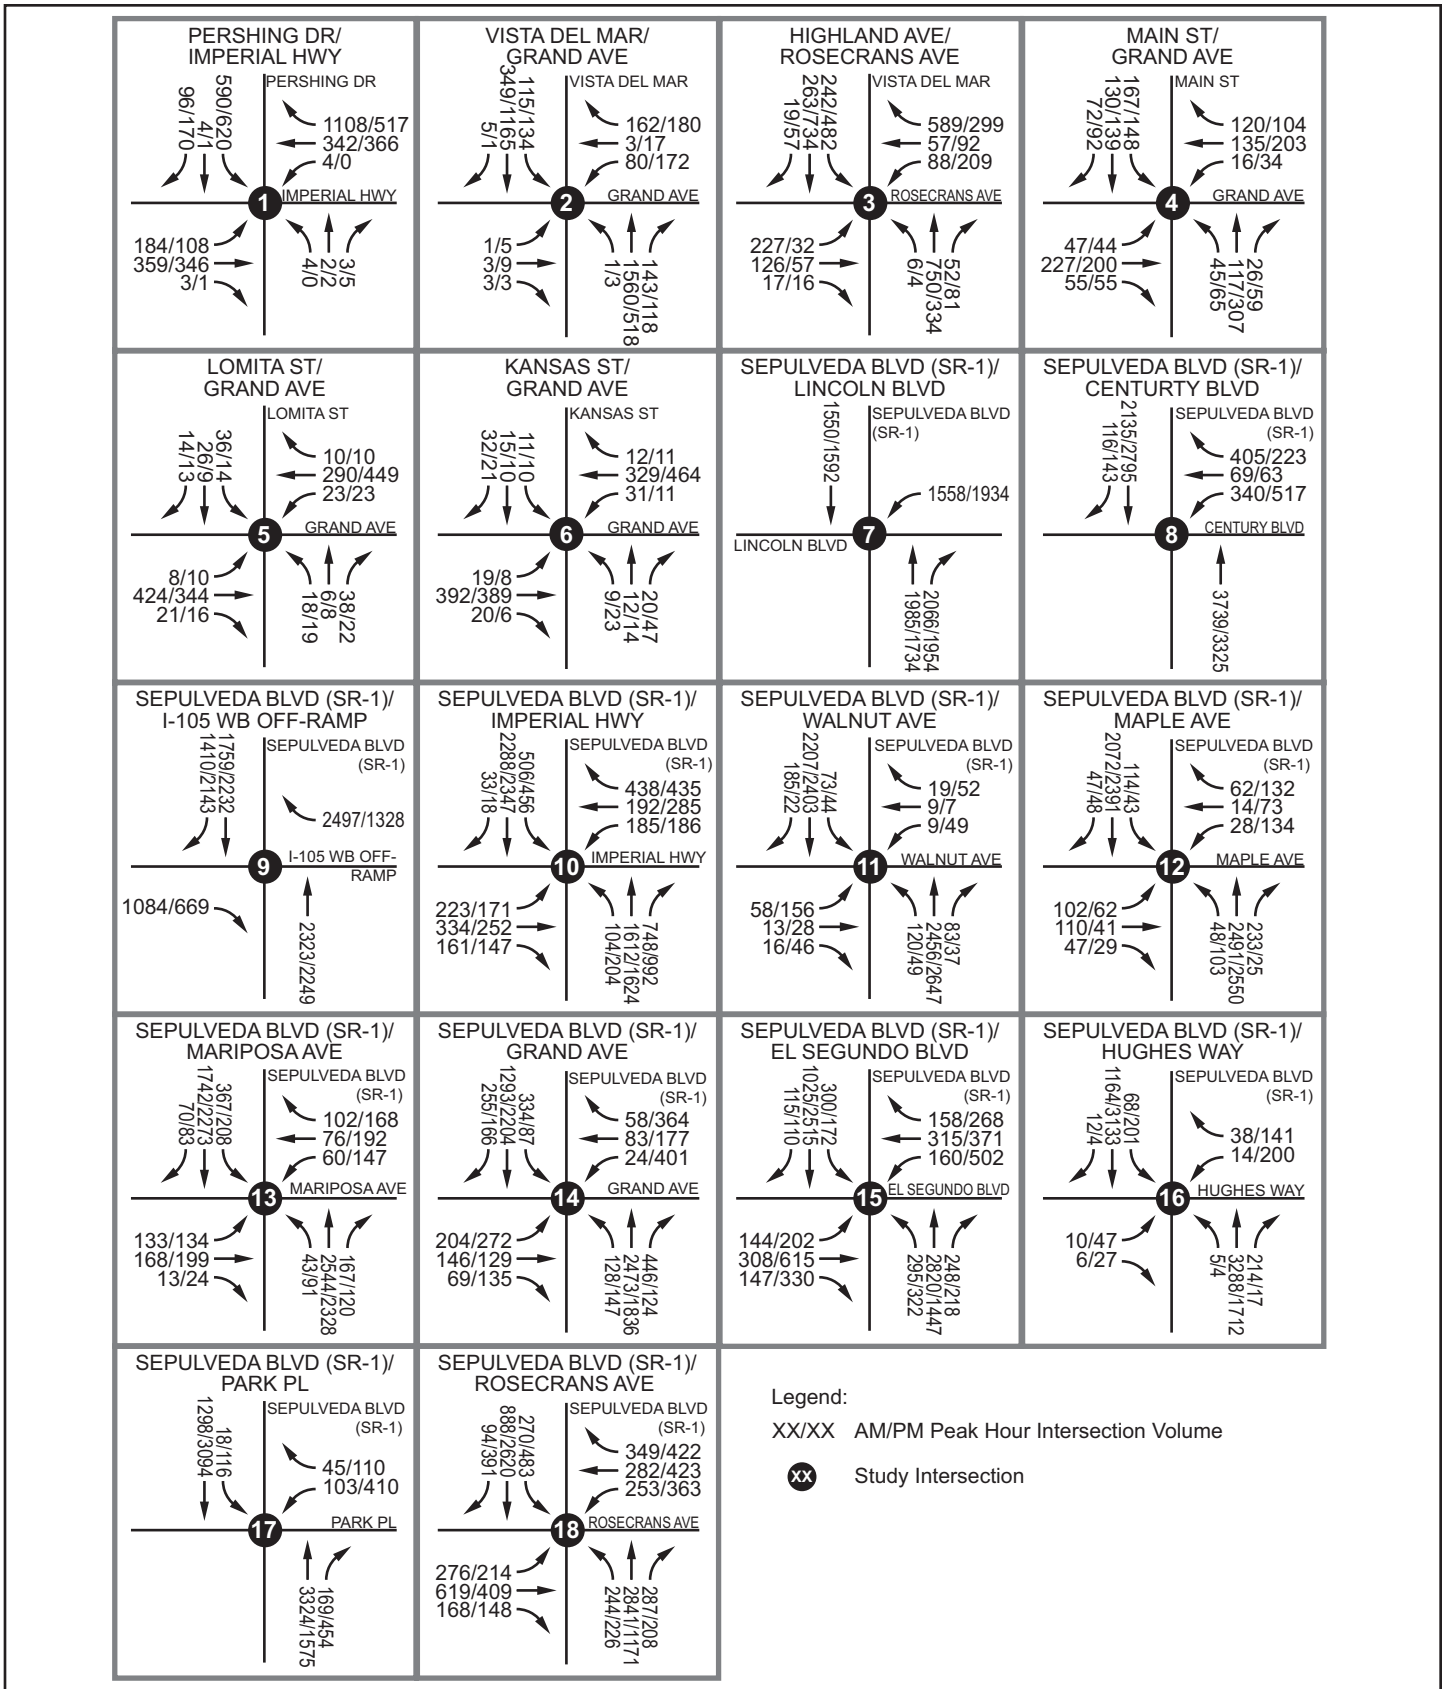 PERSHING DR/
IMPERIAL HWY
PERSHING DR
96/170
4/1
590/620
1108/517
342/366
4/0
1
IMPERIAL HWY
184/108
359/346
3/1
4/0
2/2
3/5
VISTA DEL MAR/
GRAND AVE
VISTA DEL MAR
5/1
349/1165
115/134
162/180
3/17
80/172
2
GRAND AVE
1/5
3/9
3/3
1/3
1560/518
143/118
HIGHLAND AVE/
ROSECRANS AVE
VISTA DEL MAR
19/57
263/734
242/482
589/299
57/92
88/209
3
ROSECRANS AVE
227/32
126/57
17/16
6/4
750/334
52/81
MAIN ST/
GRAND AVE
MAIN ST
72/92
130/139
167/148
120/104
135/203
16/34
4
GRAND AVE
47/44
227/200
55/55
45/65
117/307
26/59
LOMITA ST/
GRAND AVE
LOMITA ST
14/13
26/9
36/14
10/10
290/449
23/23
5
GRAND AVE
8/10
424/344
21/16
18/19
6/8
38/22
KANSAS ST/
GRAND AVE
KANSAS ST
32/21
15/10
11/10
12/11
329/464
31/11
6
GRAND AVE
19/8
392/389
20/6
9/23
12/14
20/47
SEPULVEDA BLVD (SR-1)/
LINCOLN BLVD
SEPULVEDA BLVD
(SR-1)
1550/1592
1558/1934
LINCOLN BLVD
7
1985/1734
2066/1954
SEPULVEDA BLVD (SR-1)/
CENTURTY BLVD
SEPULVEDA BLVD
(SR-1)
116/143
2135/2795
405/223
69/63
340/517
8
CENTURY BLVD
3739/3325
SEPULVEDA BLVD (SR-1)/
I-105 WB OFF-RAMP
SEPULVEDA BLVD
(SR-1)
1410/2143
1759/2232
2497/1328
9
I-105 WB OFF-
RAMP
1084/669
2323/2249
SEPULVEDA BLVD (SR-1)/
IMPERIAL HWY
SEPULVEDA BLVD
(SR-1)
33/18
2288/2347
506/456
438/435
192/285
185/186
10
IMPERIAL HWY
223/171
334/252
161/147
104/204
1612/1624
748/992
SEPULVEDA BLVD (SR-1)/
WALNUT AVE
SEPULVEDA BLVD
(SR-1)
185/22
2207/2403
73/44
19/52
9/7
9/49
11
WALNUT AVE
58/156
13/28
16/46
120/49
2456/2647
83/37
SEPULVEDA BLVD (SR-1)/
MAPLE AVE
SEPULVEDA BLVD
(SR-1)
47/48
2072/2391
114/43
62/132
14/73
28/134
12
MAPLE AVE
102/62
110/41
47/29
48/103
2491/2550
233/25
SEPULVEDA BLVD (SR-1)/
MARIPOSA AVE
SEPULVEDA BLVD
(SR-1)
70/83
1742/2273
367/208
102/168
76/192
60/147
13
MARIPOSA AVE
133/134
168/199
13/24
43/91
2544/2328
167/120
SEPULVEDA BLVD (SR-1)/
GRAND AVE
SEPULVEDA BLVD
(SR-1)
255/166
1293/2204
334/87
58/364
83/177
24/401
14
GRAND AVE
204/272
146/129
69/135
128/147
2473/1836
446/124
SEPULVEDA BLVD (SR-1)/
EL SEGUNDO BLVD
SEPULVEDA BLVD
(SR-1)
115/110
1025/2515
300/172
158/268
315/371
160/502
15
EL SEGUNDO BLVD
144/202
308/615
147/330
295/322
2820/1447
248/218
SEPULVEDA BLVD (SR-1)/
HUGHES WAY
SEPULVEDA BLVD
(SR-1)
12/4
1164/3133
68/201
38/141
14/200
16
HUGHES WAY
10/47
6/27
5/4
3288/1712
214/17
SEPULVEDA BLVD (SR-1)/
PARK PL
SEPULVEDA BLVD
(SR-1)
1298/3094
18/116
45/110
103/410
17
PARK PL
3324/1575
169/454
SEPULVEDA BLVD (SR-1)/
ROSECRANS AVE
SEPULVEDA BLVD
(SR-1)
94/391
888/2620
270/483
349/422
282/423
253/363
18
ROSECRANS AVE
276/214
619/409
168/148
244/226
2841/1171
287/208
Legend:
XX/XX AM/PM Peak Hour Intersection Volume
XX Study Intersection